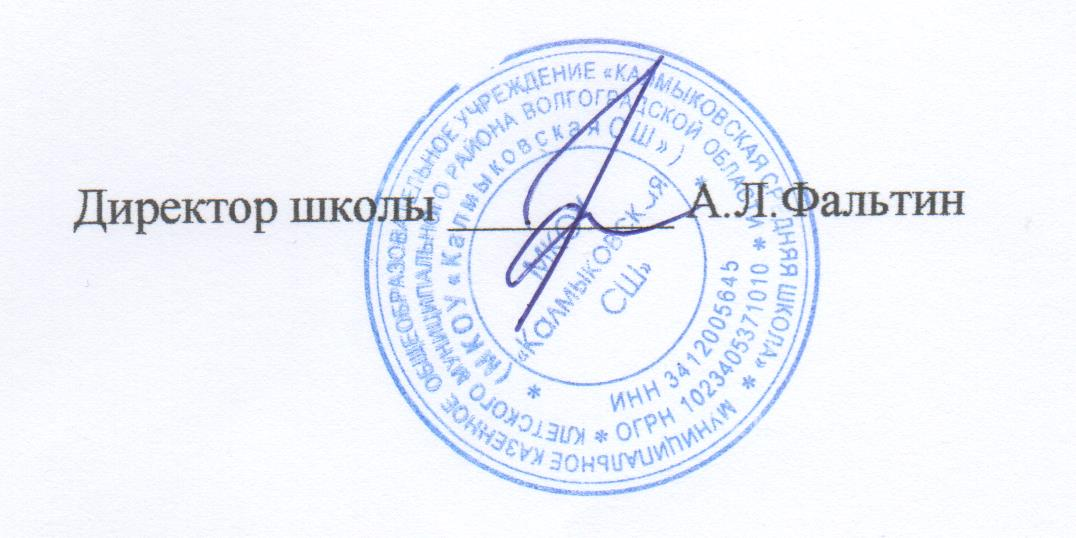 Директор школы ________ А.Л.Фальтин
МУНИЦИПАЛЬНОЕ КАЗЕННОЕ ОБЩЕОБРАЗОВАТЕЛЬНОЕ УЧРЕЖДЕНИЕ «КАЛМЫКОВСКАЯ СРЕДНЯЯ ШКОЛА» *
КЛЕТСКОГО МУНИЦИПАЛЬНОГО РАЙОНА ВОЛГОГРАДСКОЙ ОБЛАСТИ * ОГРН 1023405371010 *
* (МКОУ «Калмыковская СШ») * ИНН 3412005645
МКОУ
«Калмыковская
СШ»